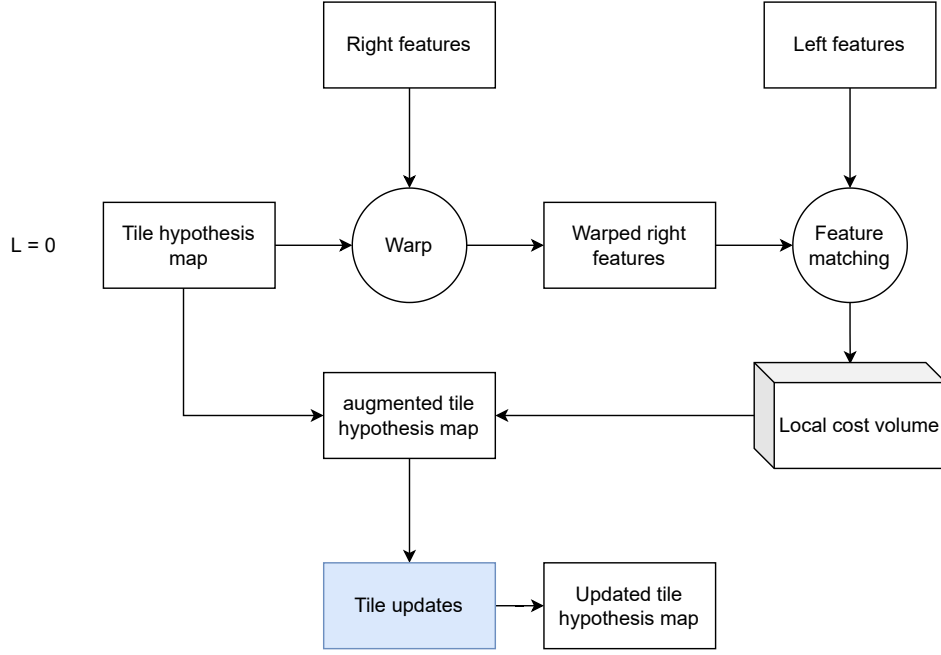 Right features
Left features
L = 0
Tile hypothesis
map
Warp
Warped right
features
Feature
matching
augmented tile
hypothesis map
Local cost volume
Tile updates
Updated tile
hypothesis map